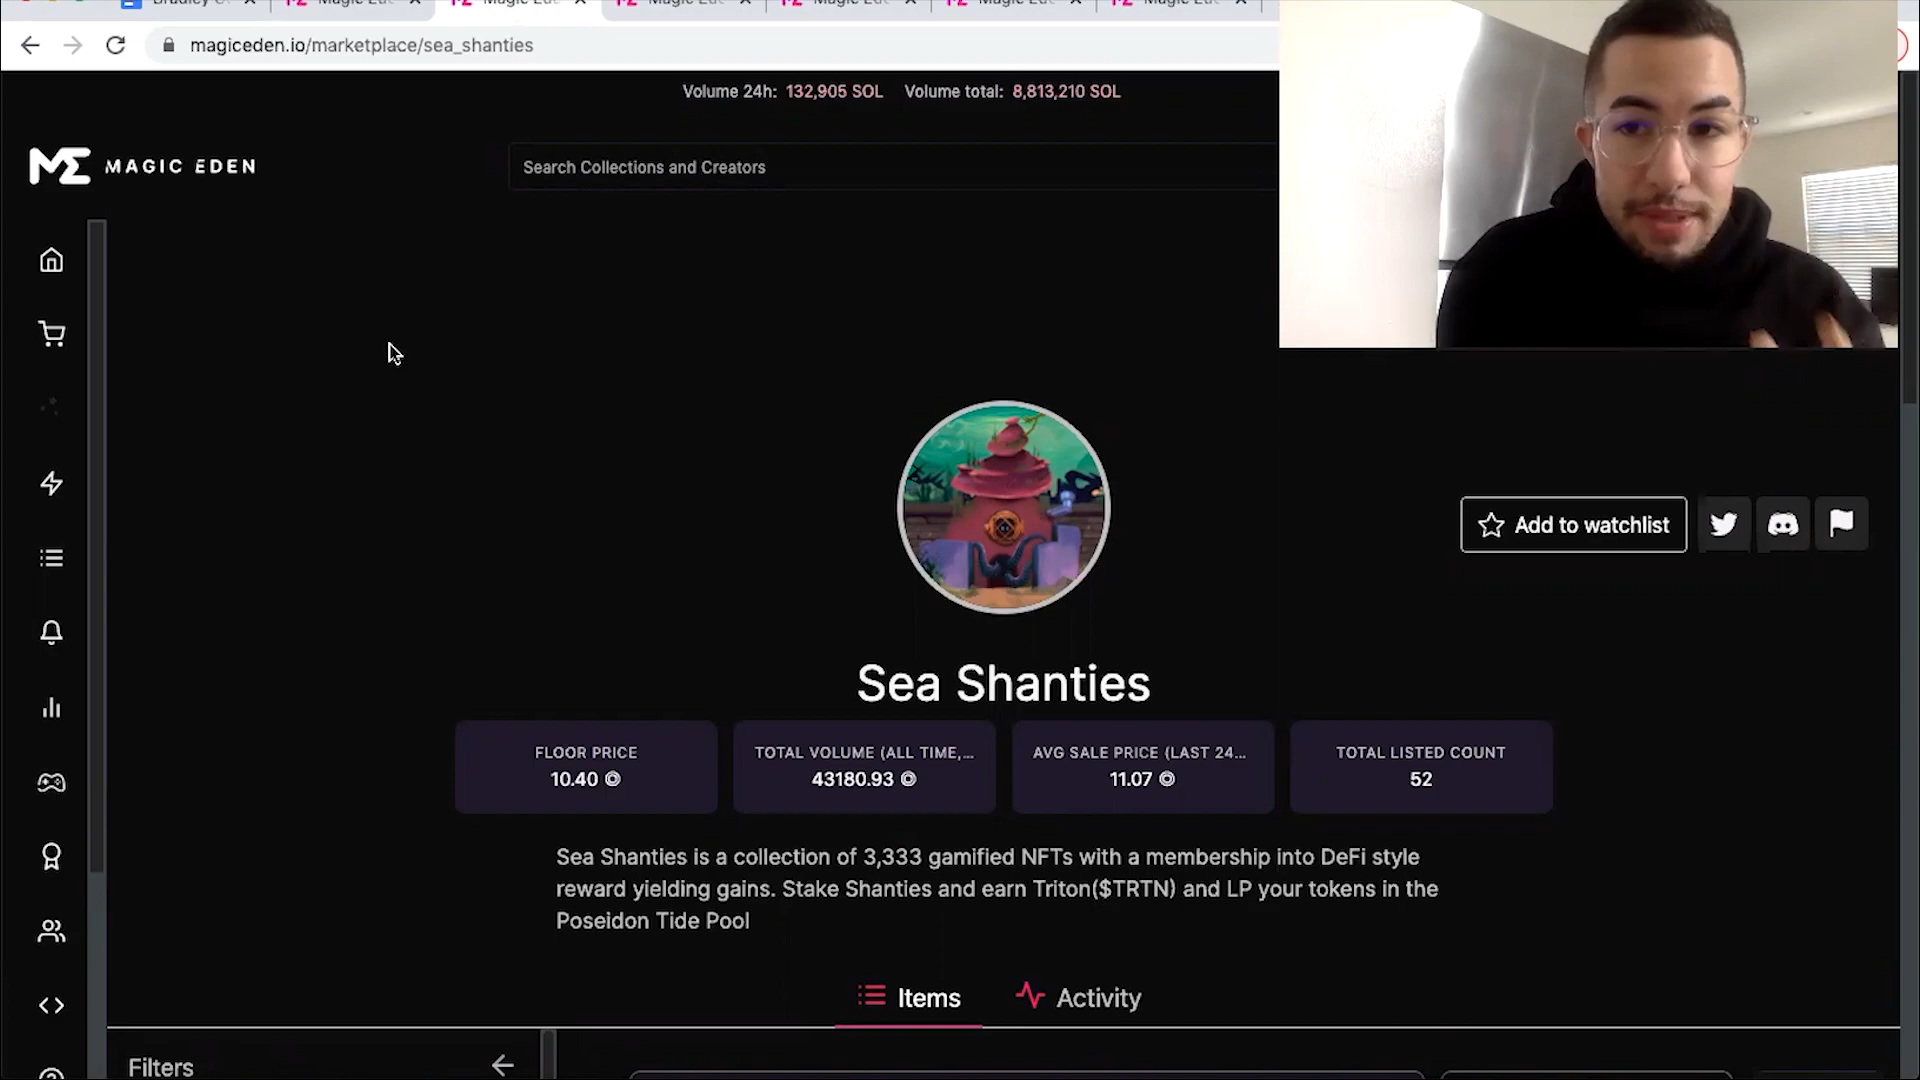 magiceden.io/marketplace/sea_shanties
Volume 24h: 132,905 SOL Volume total: 8,813,210 SOL
MAGIC EDEN
Search Collections and Creators
Add to watchlist
Sea Shanties
FLOOR PRICE
10.40
TOTAL VOLUME (ALL TIME,...
43180.93
AVG SALE PRICE (LAST 24...
11.07
TOTAL LISTED COUNT
52
Sea Shanties is a collection of 3,333 gamified NFTs with a membership into DeFi style
reward yielding gains. Stake Shanties and earn Triton($TRTN) and LP your tokens in the
Poseidon Tide Pool
Items
Activity
Filters